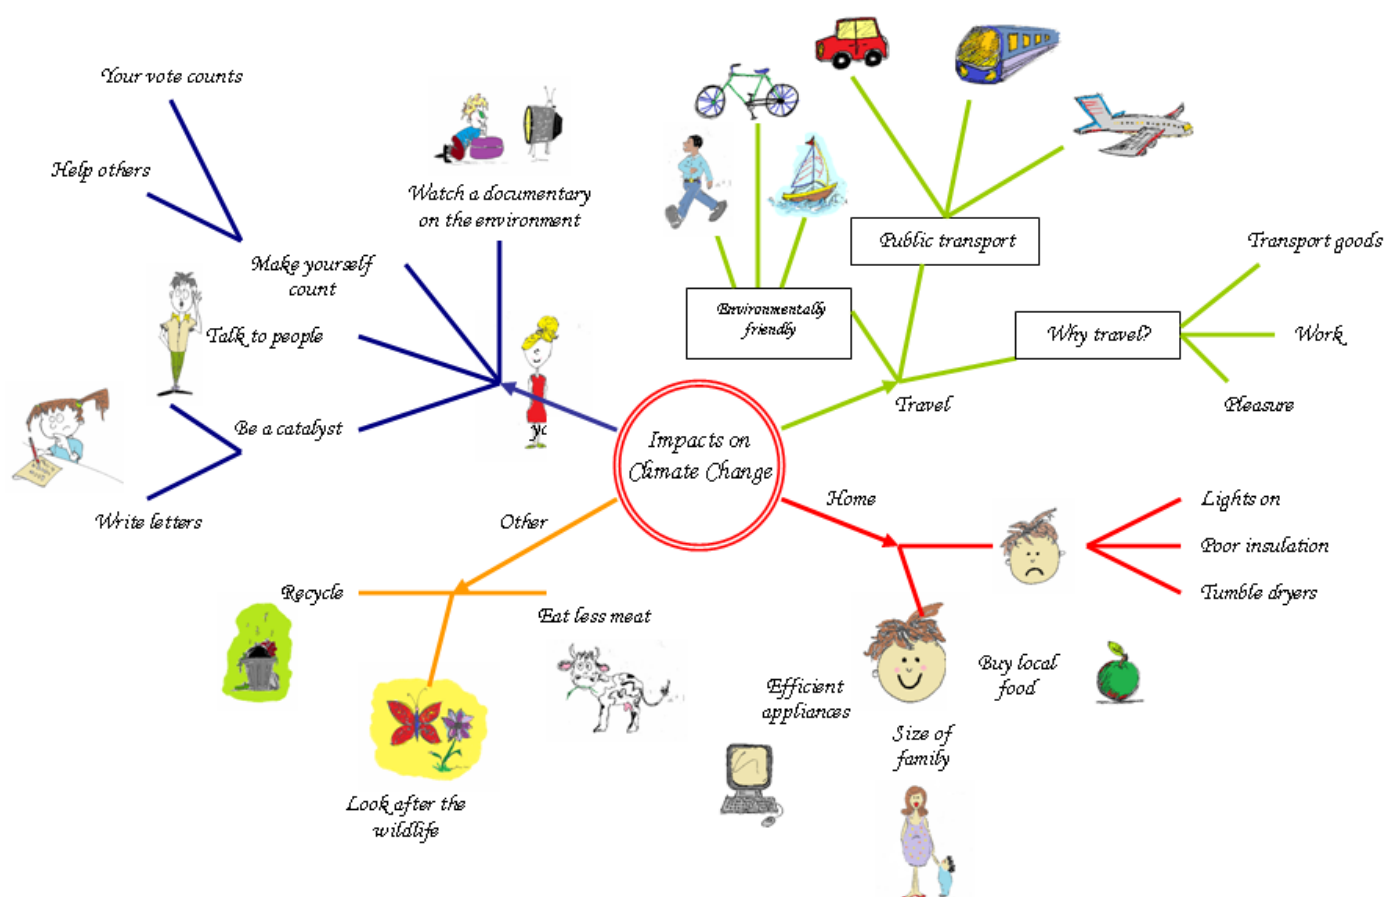 Your vote counts
Help others
Watch a documentary
on the environment
Make yourself
count
Talk to people
Be a catalyst
Write letters
Public transport
Environmentally
friendly
Why travel?
Transport goods
Work
Pleasure
Travel
Impacts on
Climate Change
Home
Lights on
Poor insulation
Tumble dryers
Buy local
food
Efficient
appliances
Size of
family
Other
Recycle
Eat less meat
Look after the
wildlife